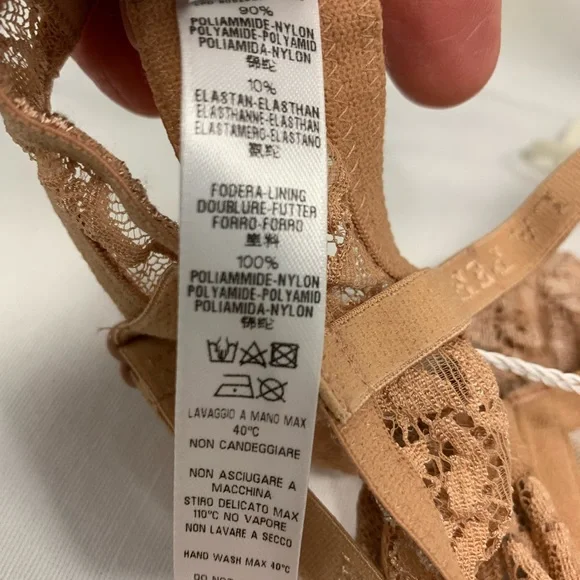 90%
POLIAMMIDE-NYLON
POLYAMIDE-POLYAMID
POLIAMIDA-NYLON
锦纶
10%
ELASTAN-ELASTHAN
ELASTHANNE-ELASTHAN
ELASTAMERO-ELASTANO
氨纶
FODERA-LINING
DOUBLURE-FUTTER
FORRO-FORRO
里料
100%
POLIAMMIDE-NYLON
POLYAMIDE-POLYAMID
POLIAMIDA-NYLON
锦纶
LAVAGGIO A MANO MAX
40°C
NON CANDEGGIARE
NON ASCIUGARE A
MACCHINA
STIRO DELICATO MAX
110°C NO VAPORE
NON LAVARE A SECCO
HAND WASH MAX 40°C
DO NOT